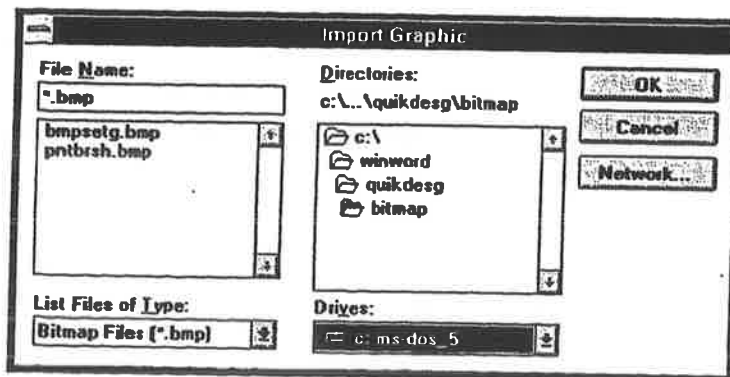 Import Graphic
File Name:
*.bmp
bmpsetg.bmp
pntbrsh.bmp
List Files of Type:
Bitmap Files (*.bmp)
Directories:
c:\...\quikdesg\bitmap
c:\
winword
quikdesg
bitmap
Drives:
c: ms-dos_5
OK
Cancel
Network...